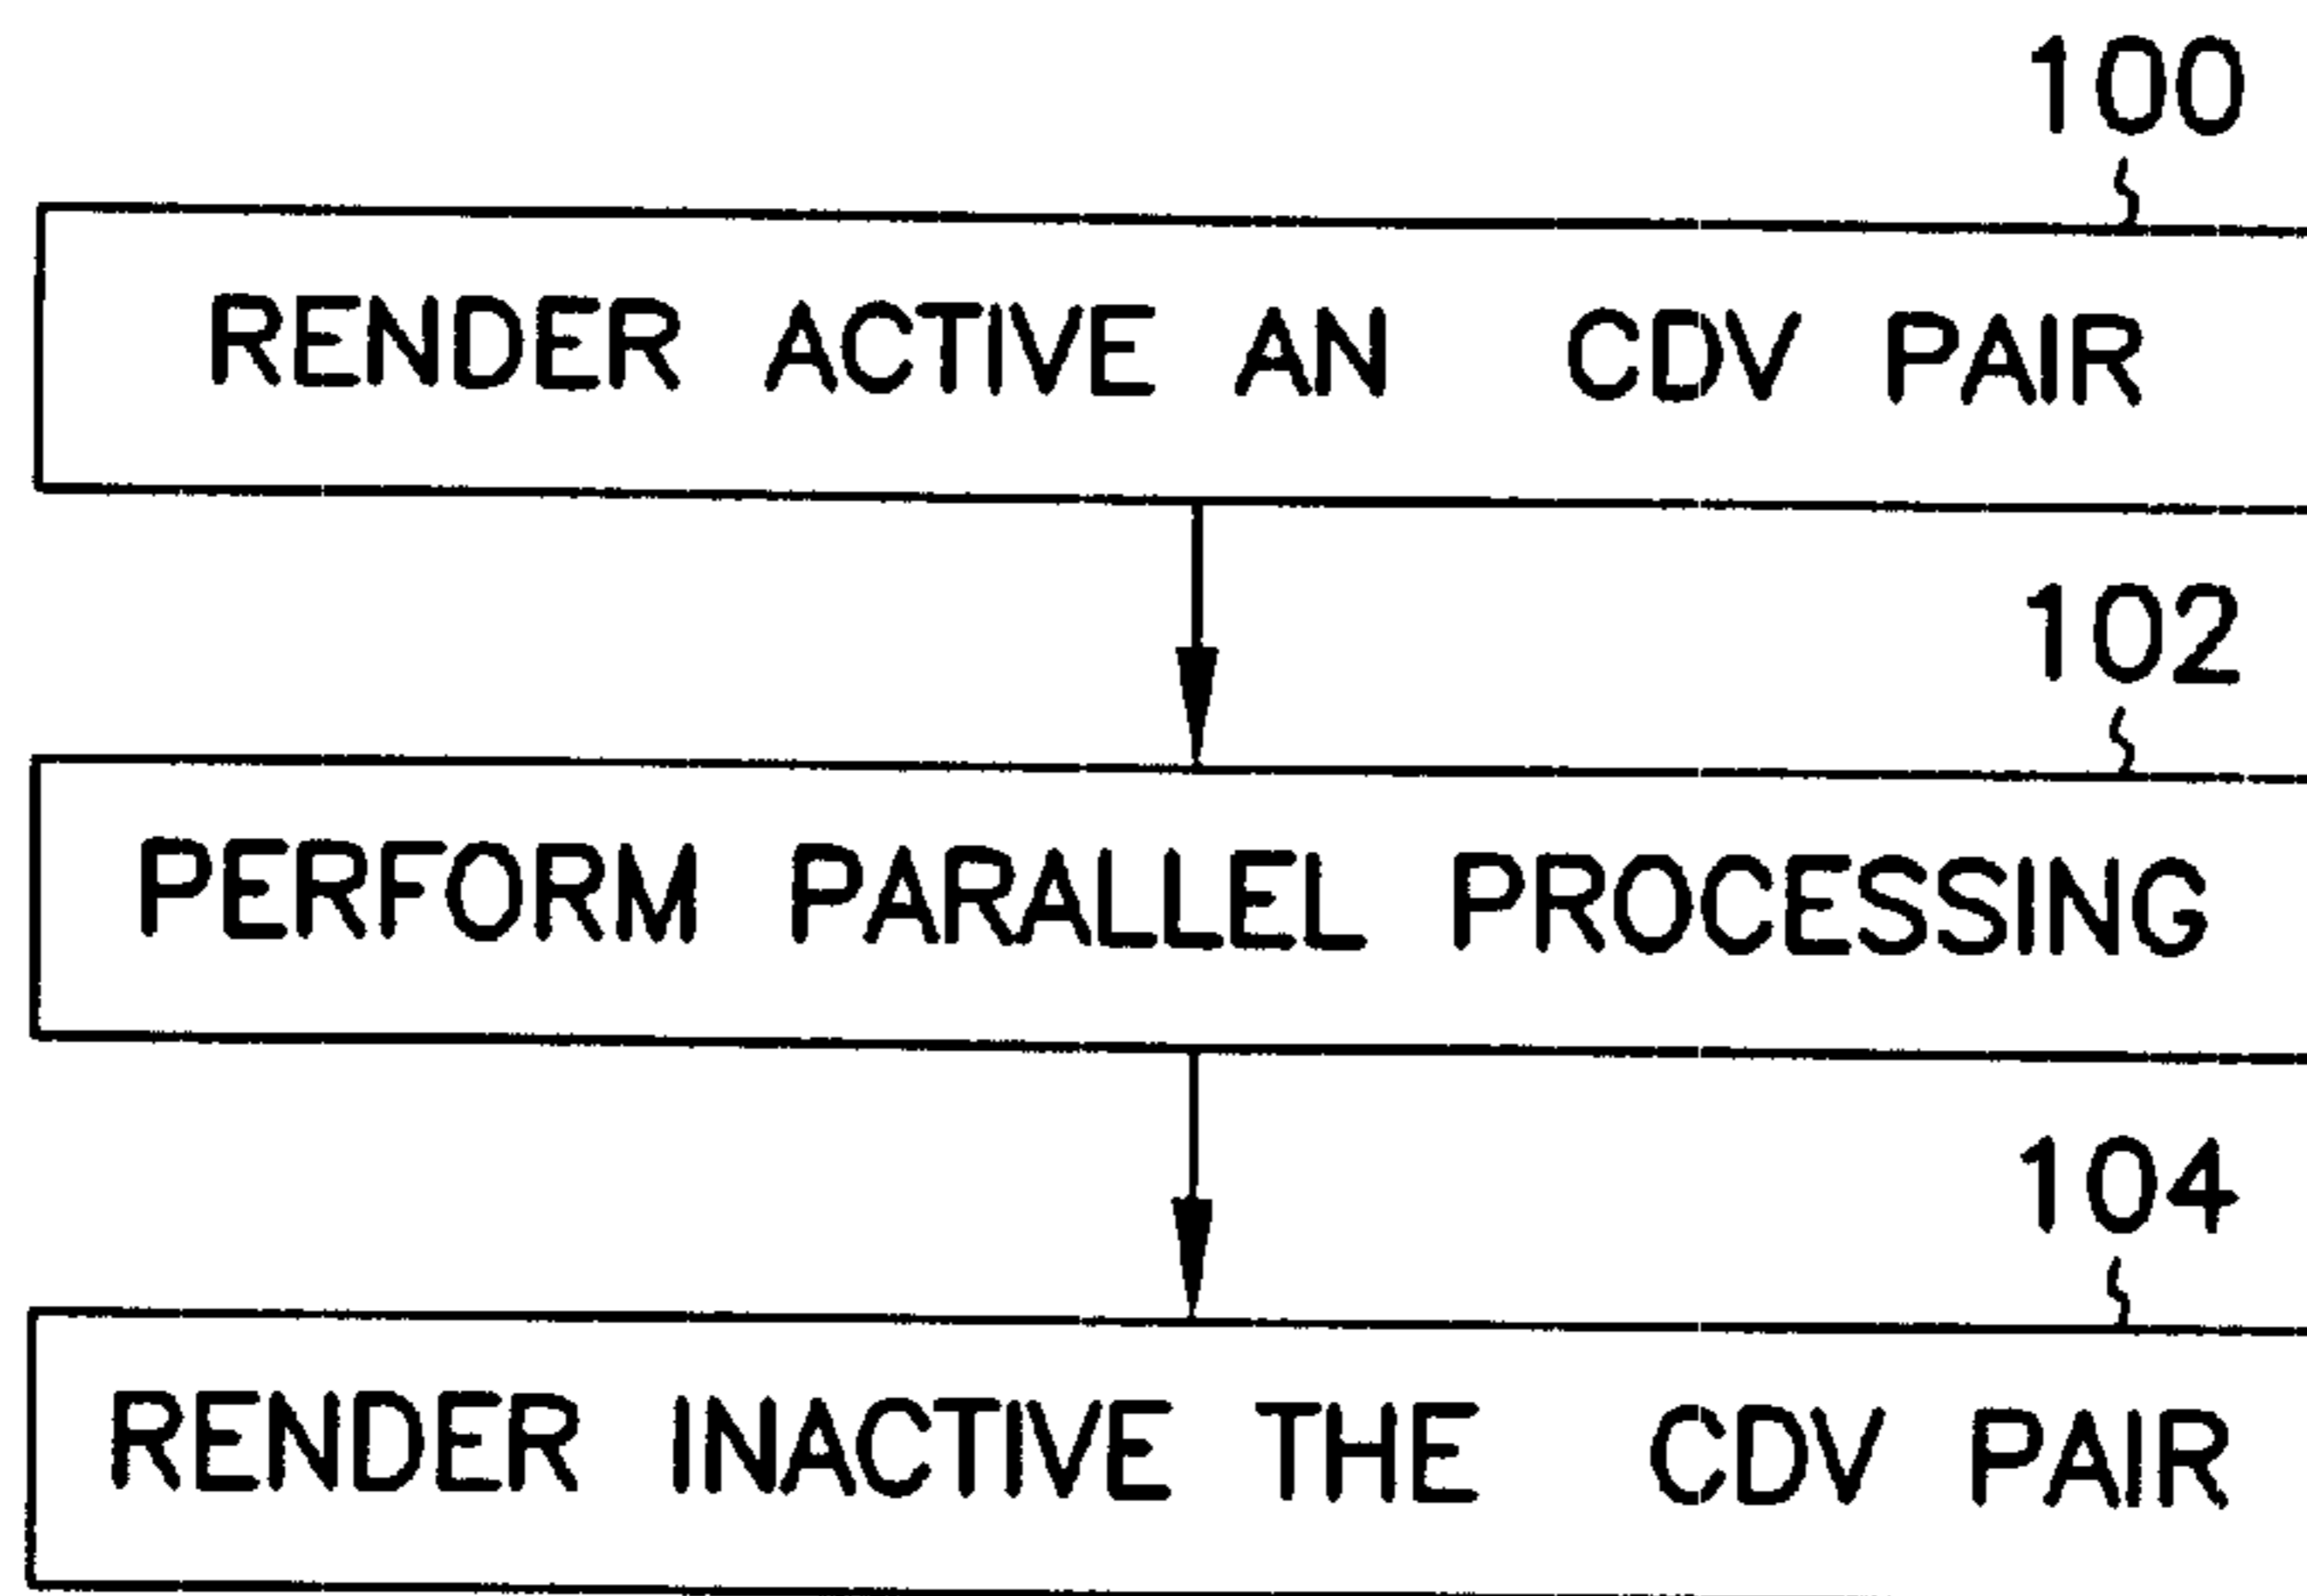 100
RENDER ACTIVE AN CDV PAIR
102
PERFORM PARALLEL PROCESSING
104
RENDER INACTIVE THE CDV PAIR